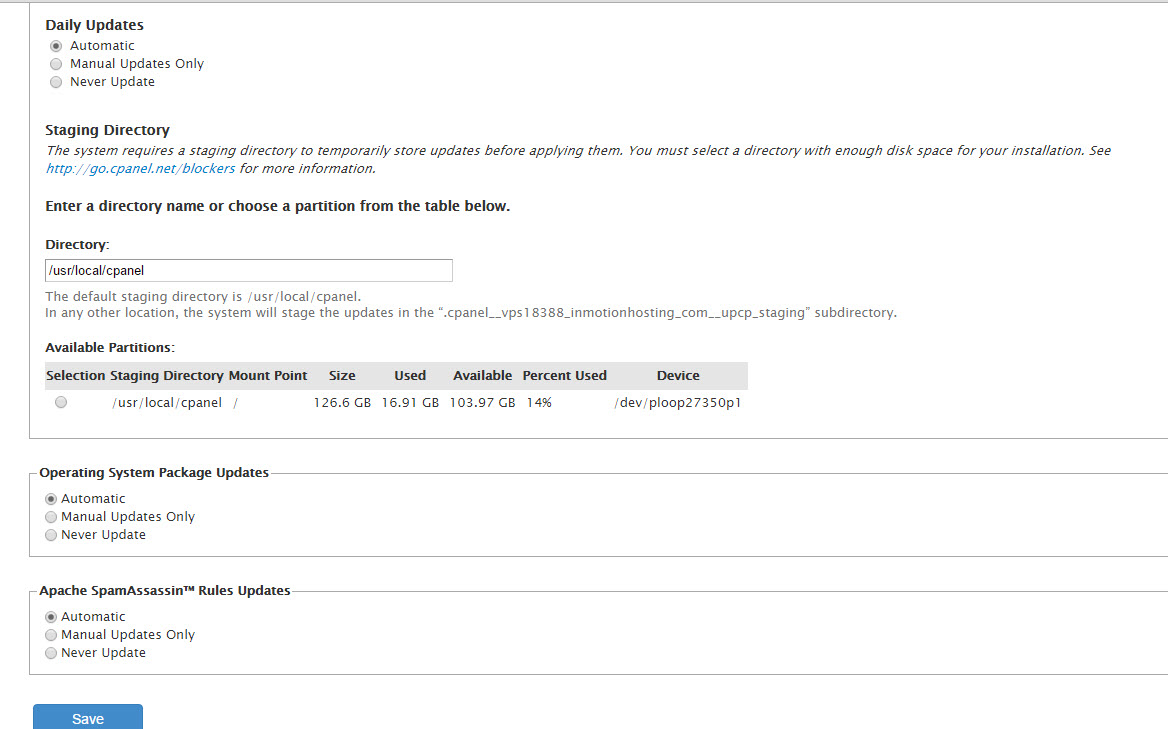 Daily Updates
Automatic
Manual Updates Only
Never Update
Staging Directory
The system requires a staging directory to temporarily store updates before applying them. You must select a directory with enough disk space for your installation. See
http://go.cpanel.net/blockers for more information.
Enter a directory name or choose a partition from the table below.
Directory:
/usr/local/cpanel
The default staging directory is /usr/local/cpanel.
In any other location, the system will stage the updates in the “.cpanel__vps18388_inmotionhosting_com__upcp_staging” subdirectory.
Available Partitions:
Selection Staging Directory Mount Point Size Used Available Percent Used Device
/usr/local/cpanel / 126.6 GB 16.91 GB 103.97 GB 14% /dev/ploop27350p1
Operating System Package Updates
Automatic
Manual Updates Only
Never Update
Apache SpamAssassin™ Rules Updates
Automatic
Manual Updates Only
Never Update
Save